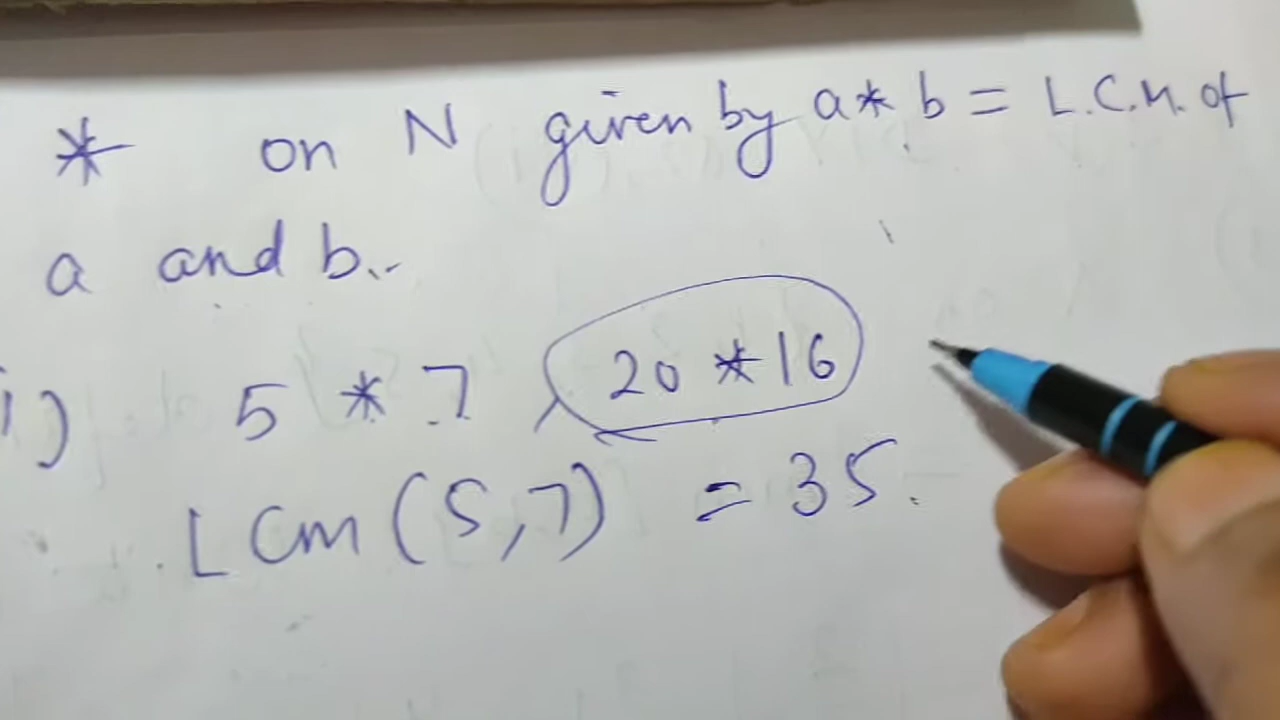 * on N given by a * b = L.C.M. of
a and b..
i) 5 * 7, 20 * 16
LCm (5,7) = 35.